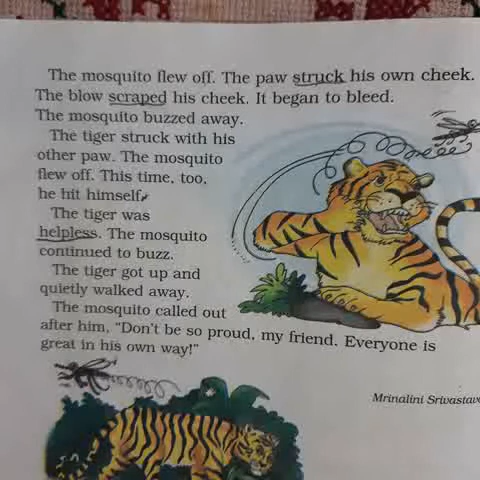 The mosquito flew off. The paw struck his own cheek.
The blow scraped his cheek. It began to bleed.
The mosquito buzzed away.
The tiger struck with his
other paw. The mosquito
flew off. This time, too,
he hit himself.
The tiger was
helpless. The mosquito
continued to buzz.
The tiger got up and
quietly walked away.
The mosquito called out
after him, “Don't be so proud, my friend. Everyone is
great in his own way!”
Mrinalini Srivastava